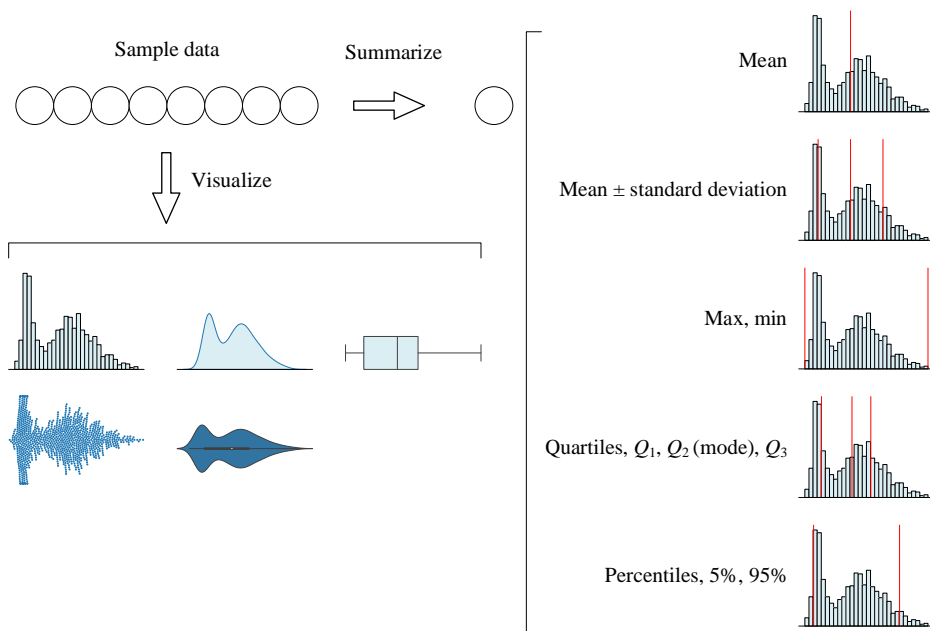 Sample data
Summarize
Visualize
Mean
Mean ± standard deviation
Max, min
Quartiles, Q1, Q2 (mode), Q3
Percentiles, 5%, 95%